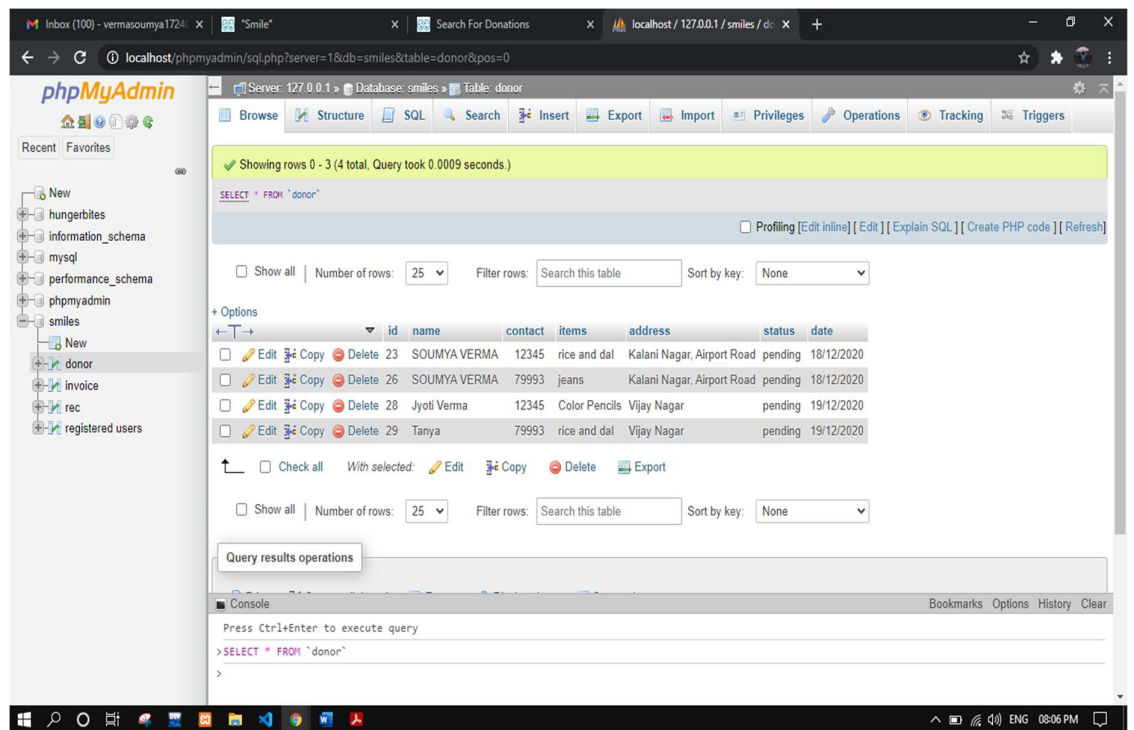 Inbox (100) - vermasoumya1724 "Smile" Search For Donations localhost / 127.0.0.1 / smiles / do
localhost/phpmyadmin/sql.php?server=1&db=smiles&table=donor&pos=0
phpMyAdmin
Recent Favorites
New
hungerbites
information_schema
mysql
performance_schema
phpmyadmin
smiles
New
donor
invoice
rec
registered users
Server: 127.0.0.1 » Database: smiles » Table: donor
Browse Structure SQL Search Insert Export Import Privileges Operations Tracking Triggers
Showing rows 0 - 3 (4 total, Query took 0.0009 seconds.)
SELECT * FROM `donor`
Profiling [Edit inline] [ Edit ] [ Explain SQL ] [ Create PHP code ] [ Refresh]
Show all Number of rows: 25 Filter rows: Search this table Sort by key: None
+ Options
←T→ id name contact items address status date
Edit Copy Delete 23 SOUMYA VERMA 12345 rice and dal Kalani Nagar, Airport Road pending 18/12/2020
Edit Copy Delete 26 SOUMYA VERMA 79993 jeans Kalani Nagar, Airport Road pending 18/12/2020
Edit Copy Delete 28 Jyoti Verma 12345 Color Pencils Vijay Nagar pending 19/12/2020
Edit Copy Delete 29 Tanya 79993 rice and dal Vijay Nagar pending 19/12/2020
Check all With selected: Edit Copy Delete Export
Show all Number of rows: 25 Filter rows: Search this table Sort by key: None
Query results operations
Console Bookmarks Options History Clear
Press Ctrl+Enter to execute query
>SELECT * FROM `donor`
>
ENG 08:06 PM